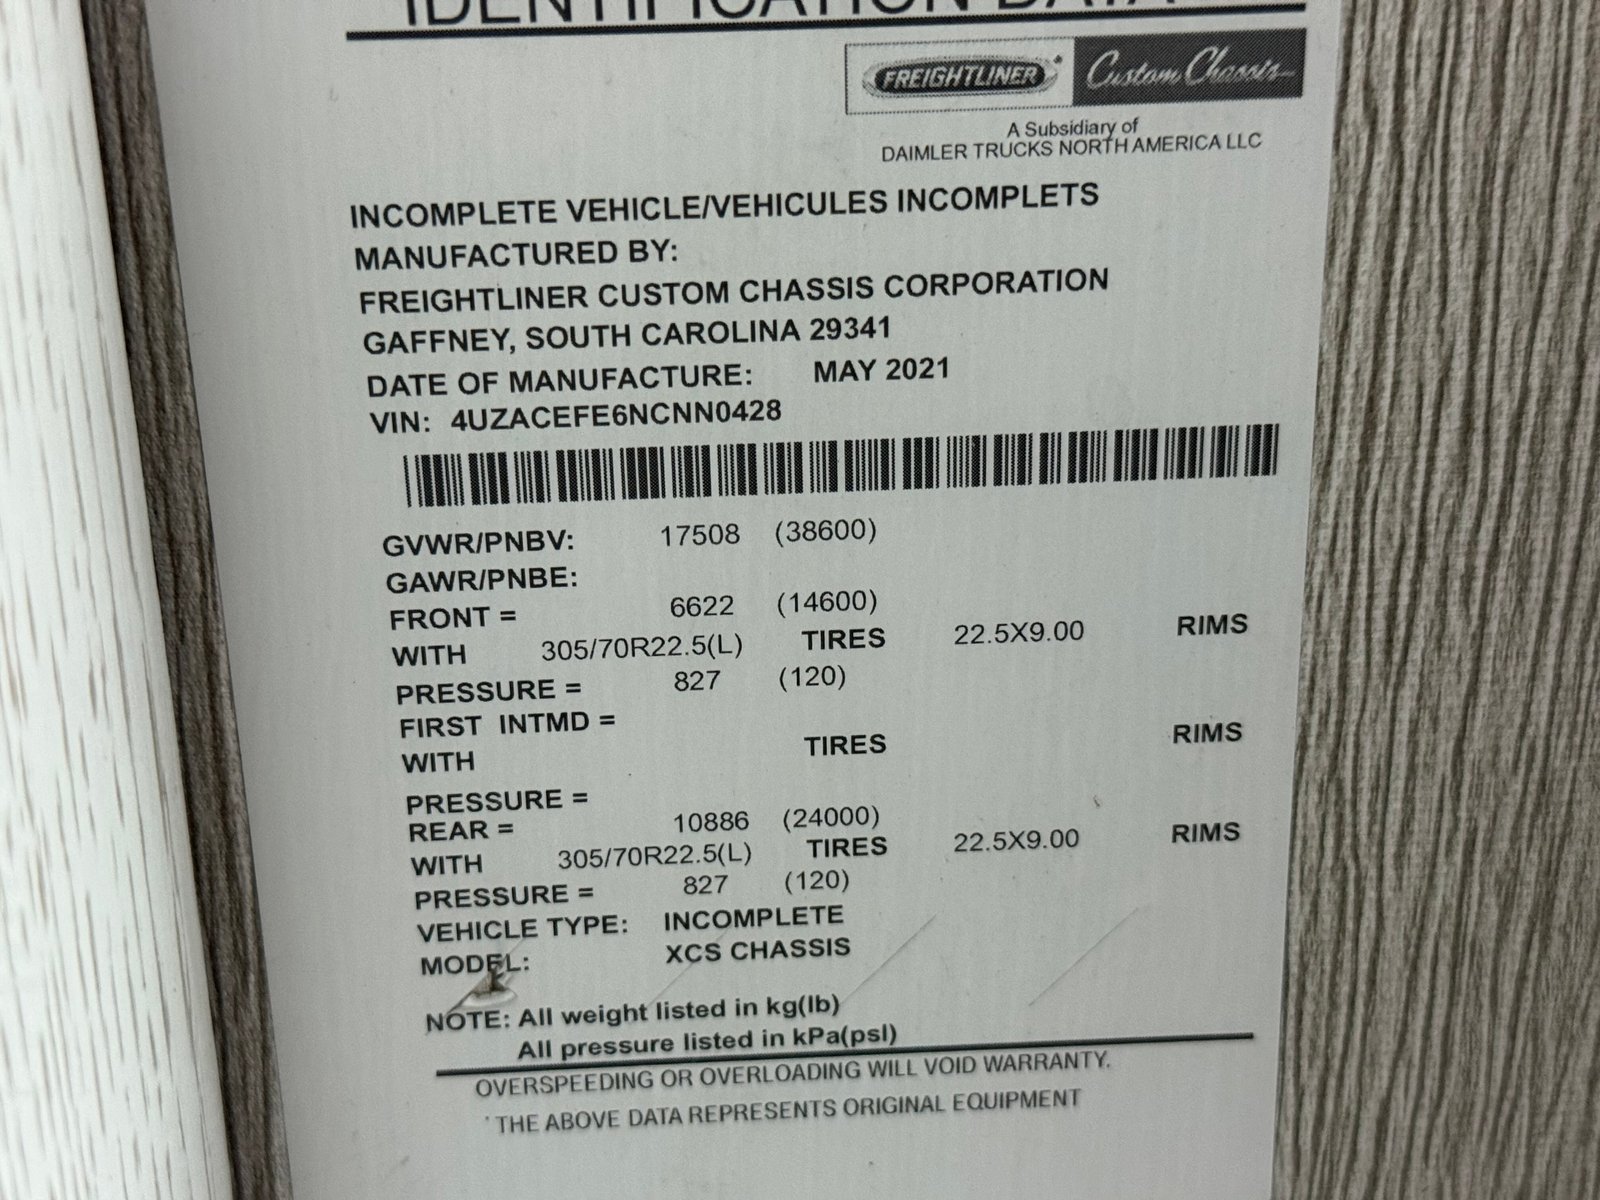 IDENTIFICATION DATA
FREIGHTLINER Custom Chassis
A Subsidiary of
DAIMLER TRUCKS NORTH AMERICA LLC
INCOMPLETE VEHICLE/VEHICULES INCOMPLETS
MANUFACTURED BY:
FREIGHTLINER CUSTOM CHASSIS CORPORATION
GAFFNEY, SOUTH CAROLINA 29341
DATE OF MANUFACTURE: MAY 2021
VIN: 4UZACEFE6NCNN0428
GVWR/PNBV: 17508 (38600)
GAWR/PNBE:
FRONT = 6622 (14600)
WITH 305/70R22.5(L) TIRES 22.5X9.00 RIMS
PRESSURE = 827 (120)
FIRST INTMD =
WITH TIRES RIMS
PRESSURE =
REAR = 10886 (24000)
WITH 305/70R22.5(L) TIRES 22.5X9.00 RIMS
PRESSURE = 827 (120)
VEHICLE TYPE: INCOMPLETE
MODEL: XCS CHASSIS
NOTE: All weight listed in kg(lb)
All pressure listed in kPa(psl)
OVERSPEEDING OR OVERLOADING WILL VOID WARRANTY.
* THE ABOVE DATA REPRESENTS ORIGINAL EQUIPMENT